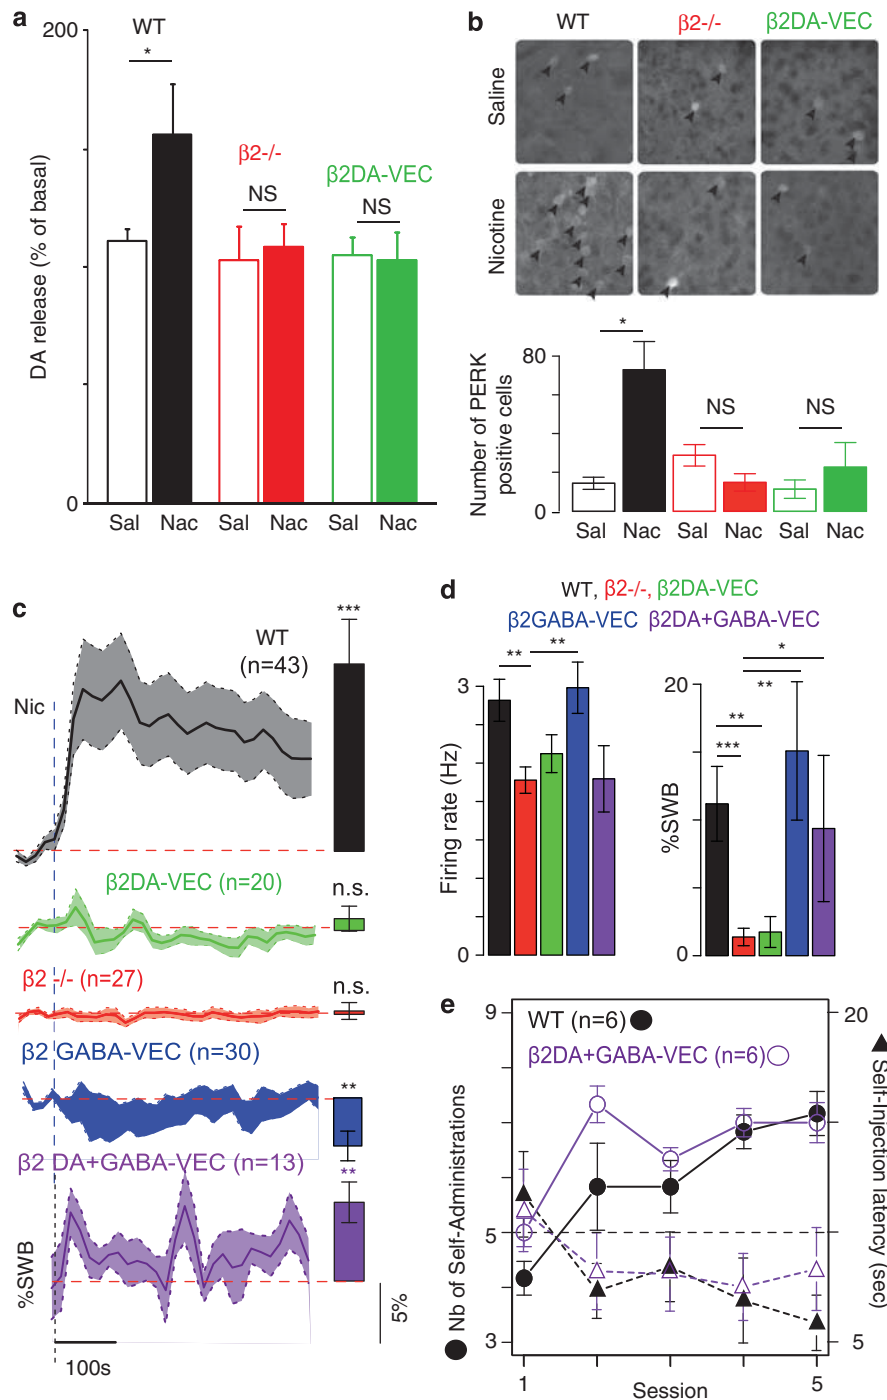 a
200
WT
*
β2-/-
β2DA-VEC
NS
NS
DA release (% of basal)
0
Sal
Nac
Sal
Nac
Sal
Nac
b
WT
β2-/-
β2DA-VEC
Saline
Nicotine
*
80
NS
NS
Number of PERK
positive cells
0
Sal
Nac
Sal
Nac
Sal
Nac
c
***
WT
(n=43)
Nic
β2DA-VEC (n=20)
n.s.
β2 -/- (n=27)
n.s.
β2 GABA-VEC (n=30)
**
β2 DA+GABA-VEC (n=13)
**
%SWB
5%
100s
d
WT, β2-/-, β2DA-VEC
β2GABA-VEC β2DA+GABA-VEC
**
**
3
Firing rate (Hz)
0
*
**
**
***
20
%SWB
0
e
9
WT (n=6)
20
β2DA+GABA-VEC (n=6)
Nb of Self-Administrations
Self-Injection latency (sec)
5
3
5
1
Session
5